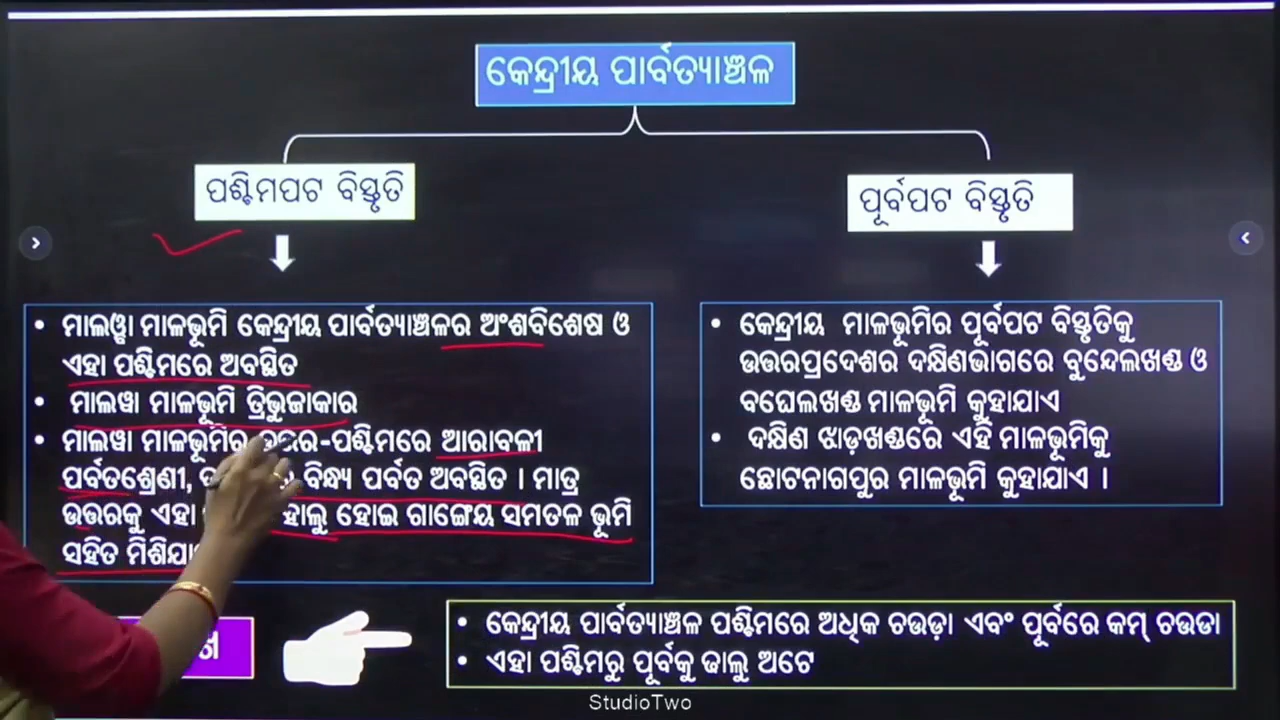 କେନ୍ଦ୍ରୀୟ ପାର୍ବତ୍ୟାଞ୍ଚଳ
ପଶ୍ଚିମପଟ ବିସ୍ତୃତି
ପୂର୍ବପଟ ବିସ୍ତୃତି
• ମାଲୱା ମାଳଭୂମି କେନ୍ଦ୍ରୀୟ ପାର୍ବତ୍ୟାଞ୍ଚଳର ଅଂଶବିଶେଷ ଓ
ଏହା ପଶ୍ଚିମରେ ଅବସ୍ଥିତ
• ମାଲୱା ମାଳଭୂମି ତ୍ରିଭୁଜାକାର
• ମାଲୱା ମାଳଭୂମିର ଉତ୍ତର-ପଶ୍ଚିମରେ ଆରାବଳୀ
ପର୍ବତଶ୍ରେଣୀ, ବିନ୍ଧ୍ୟ ପର୍ବତ ଅବସ୍ଥିତ । ମାତ୍ର
ଉତ୍ତରକୁ ଏହା ହୋଇ ଗାଙ୍ଗେୟ ସମତଳ ଭୂମି
ସହିତ
• କେନ୍ଦ୍ରୀୟ ମାଳଭୂମିର ପୂର୍ବପଟ ବିସ୍ତୃତିକୁ
ଉତ୍ତରପ୍ରଦେଶର ଦକ୍ଷିଣଭାଗରେ ବୁନ୍ଦେଲଖଣ୍ଡ ଓ
ବଘେଲଖଣ୍ଡ ମାଳଭୂମି କୁହାଯାଏ
• ଦକ୍ଷିଣ ଝାଡ଼ଖଣ୍ଡରେ ଏହି ମାଳଭୂମିକୁ
ଛୋଟନାଗପୁର ମାଳଭୂମି କୁହାଯାଏ ।
• କେନ୍ଦ୍ରୀୟ ପାର୍ବତ୍ୟାଞ୍ଚଳ ପଶ୍ଚିମରେ ଅଧିକ ଚଉଡ଼ା ଏବଂ ପୂର୍ବରେ କମ୍ ଚଉଡା
• ଏହା ପଶ୍ଚିମରୁ ପୂର୍ବକୁ ଢାଲୁ ଅଟେ
StudioTwo